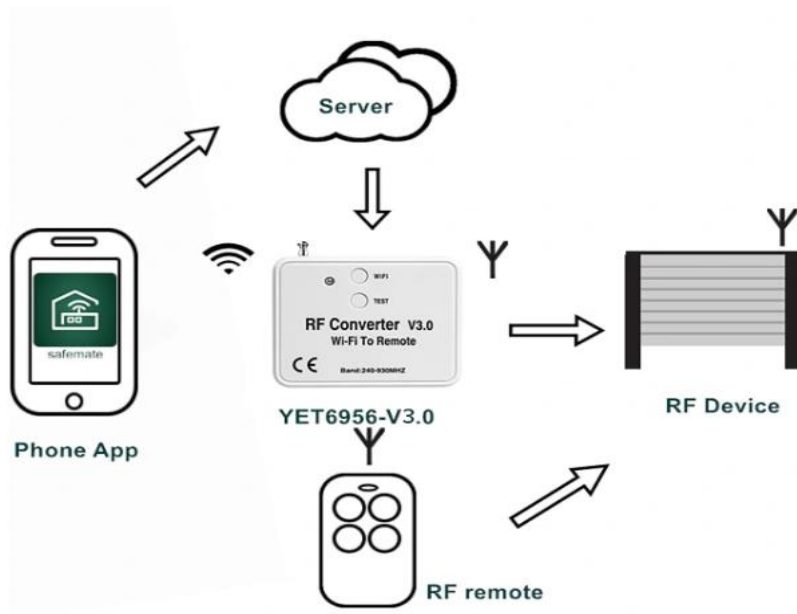 Server
WIFI
TEST
RF Converter V3.0
Wi-Fi To Remote
CE
Band:240-930MHZ
safemate
Phone App
YET6956-V3.0
RF Device
RF remote